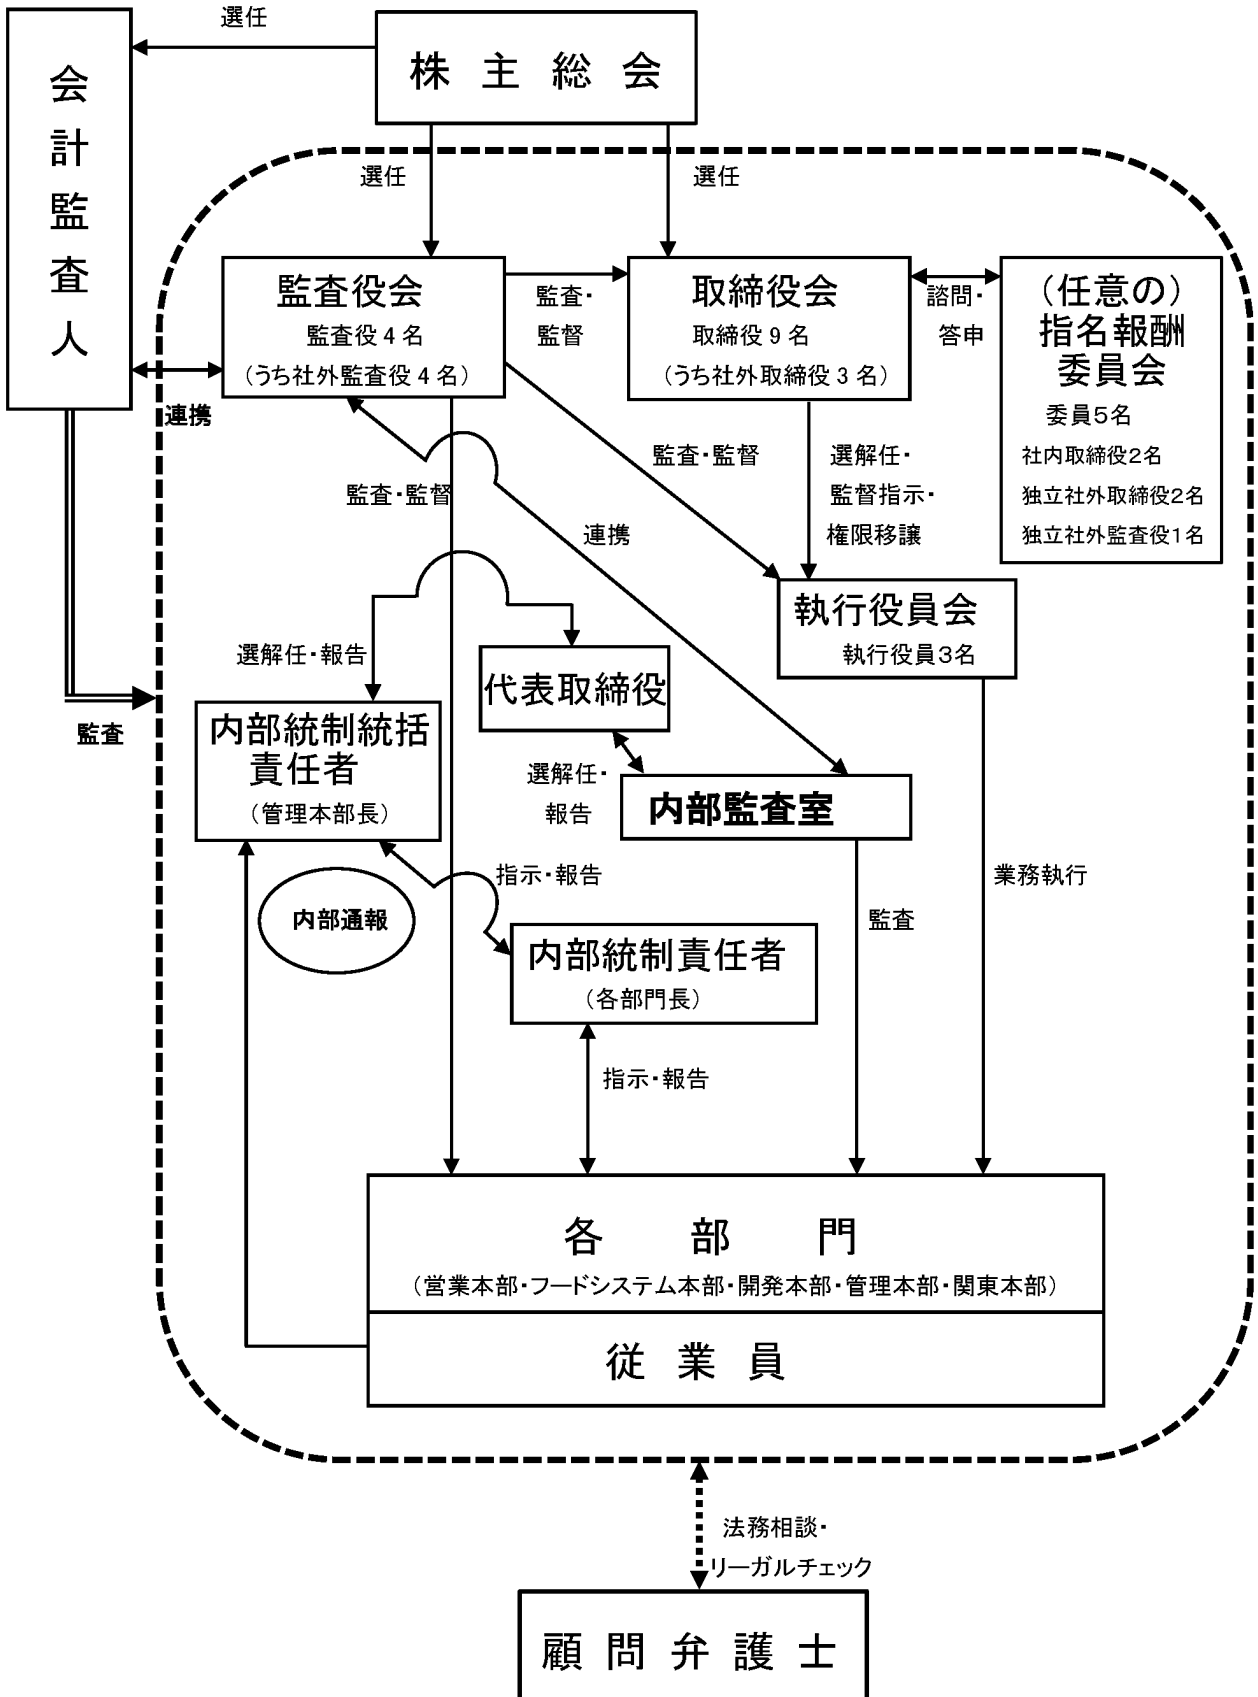 選任
株主総会
会計監査人
選任
選任
監査役会
監査役4名
(うち社外監査役4名)
監査・
監督
取締役会
取締役9名
(うち社外取締役3名)
諮問・
答申
(任意の)
指名報酬
委員会
委員5名
社内取締役2名
独立社外取締役2名
独立社外監査役1名
連携
監査・監督
監査・監督
選解任・
監督指示・
権限移譲
連携
執行役員会
執行役員3名
選解任・報告
代表取締役
監査
内部統制統括
責任者
(管理本部長)
選解任・
報告
内部監査室
指示・報告
業務執行
内部通報
監査
内部統制責任者
(各部門長)
指示・報告
各部門
(営業本部・フードシステム本部・開発本部・管理本部・関東本部)
従業員
法務相談・
リーガルチェック
顧問弁護士